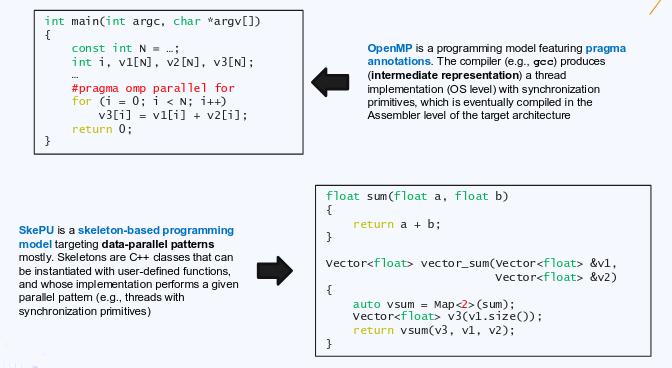 int main(int argc, char *argv[])
{
    const int N = …;
    int i, v1[N], v2[N], v3[N];
    …
    #pragma omp parallel for
    for (i = 0; i < N; i++)
        v3[i] = v1[i] + v2[i];
    return 0;
}
OpenMP is a programming model featuring pragma
annotations. The compiler (e.g., gcc) produces
(intermediate representation) a thread
implementation (OS level) with synchronization
primitives, which is eventually compiled in the
Assembler level of the target architecture
SkePU is a skeleton-based programming
model targeting data-parallel patterns
mostly. Skeletons are C++ classes that can
be instantiated with user-defined functions,
and whose implementation performs a given
parallel pattern (e.g., threads with
synchronization primitives)
float sum(float a, float b)
{
    return a + b;
}
Vector<float> vector_sum(Vector<float> &v1,
                         Vector<float> &v2)
{
    auto vsum = Map<2>(sum);
    Vector<float> v3(v1.size());
    return vsum(v3, v1, v2);
}